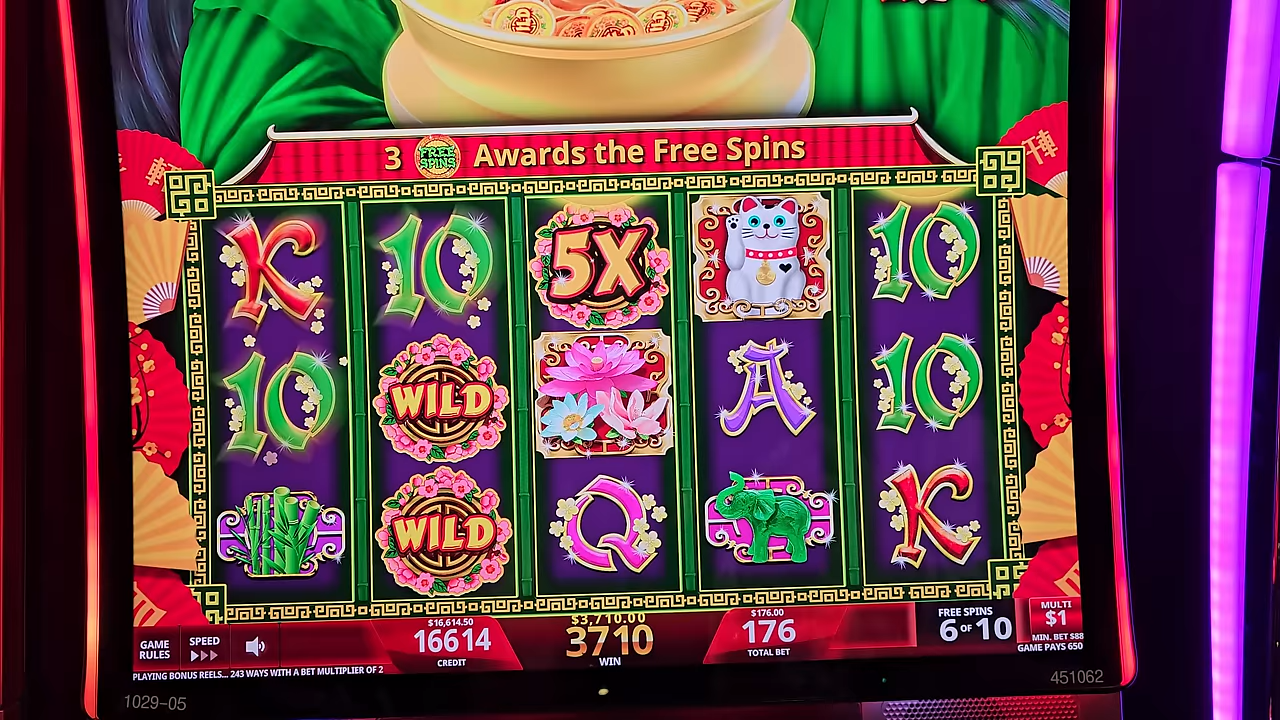 3 FREE SPINS Awards the Free Spins
K 10 5X 10
10 WILD A 10
WILD Q K
GAME RULES
SPEED
$16,614.50
16614
CREDIT
$3,710.00
3710
WIN
$176.00
176
TOTAL BET
FREE SPINS
6 OF 10
MULTI
$1
MIN. BET $88
GAME PAYS 650
PLAYING BONUS REELS... 243 WAYS WITH A BET MULTIPLIER OF 2
1029-05
451062